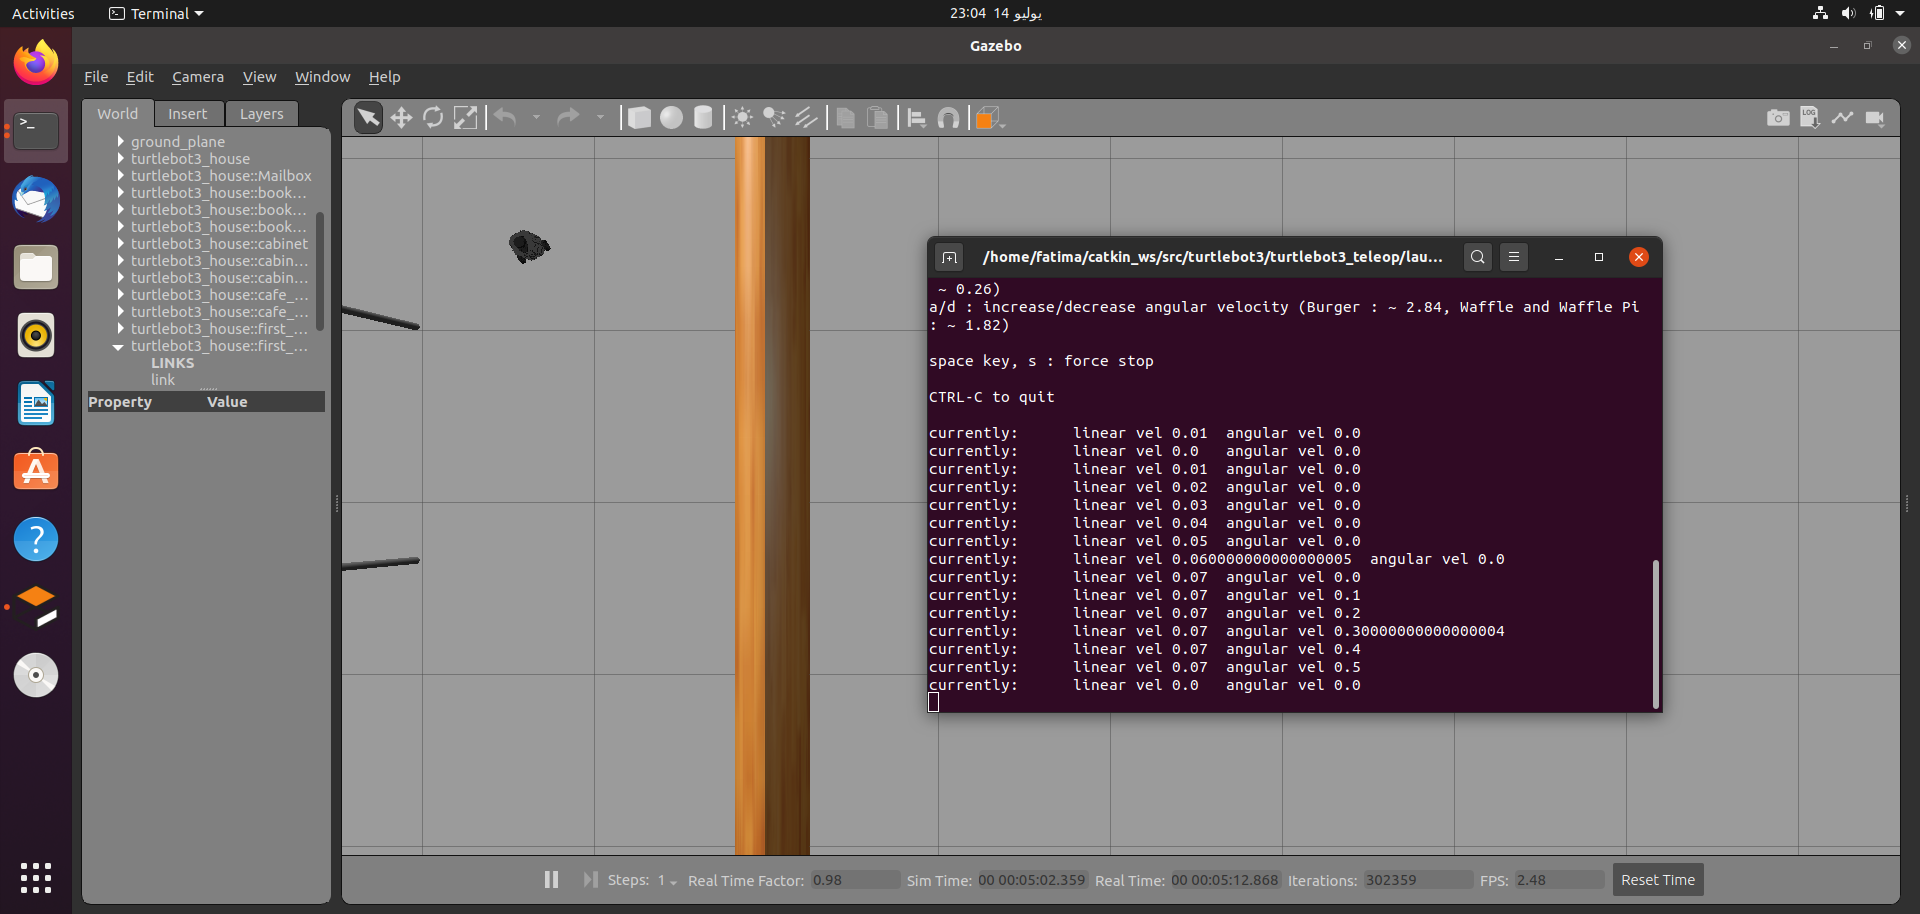 Activities
Terminal
23:04 14 يوليو
Gazebo
File Edit Camera View Window Help
World Insert Layers
ground_plane
turtlebot3_house
turtlebot3_house::Mailbox
turtlebot3_house::book...
turtlebot3_house::book...
turtlebot3_house::book...
turtlebot3_house::cabinet
turtlebot3_house::cabin...
turtlebot3_house::cabin...
turtlebot3_house::cafe_...
turtlebot3_house::cafe_...
turtlebot3_house::first_...
turtlebot3_house::first_...
LINKS
link
Property Value
LOG
/home/fatima/catkin_ws/src/turtlebot3/turtlebot3_teleop/lau...
~ 0.26)
a/d : increase/decrease angular velocity (Burger : ~ 2.84, Waffle and Waffle Pi
: ~ 1.82)
space key, s : force stop
CTRL-C to quit
currently: linear vel 0.01 angular vel 0.0
currently: linear vel 0.0 angular vel 0.0
currently: linear vel 0.01 angular vel 0.0
currently: linear vel 0.02 angular vel 0.0
currently: linear vel 0.03 angular vel 0.0
currently: linear vel 0.04 angular vel 0.0
currently: linear vel 0.05 angular vel 0.0
currently: linear vel 0.060000000000000005 angular vel 0.0
currently: linear vel 0.07 angular vel 0.0
currently: linear vel 0.07 angular vel 0.1
currently: linear vel 0.07 angular vel 0.2
currently: linear vel 0.07 angular vel 0.30000000000000004
currently: linear vel 0.07 angular vel 0.4
currently: linear vel 0.07 angular vel 0.5
currently: linear vel 0.0 angular vel 0.0
Steps: 1 Real Time Factor: 0.98 Sim Time: 00 00:05:02.359 Real Time: 00 00:05:12.868 Iterations: 302359 FPS: 2.48 Reset Time